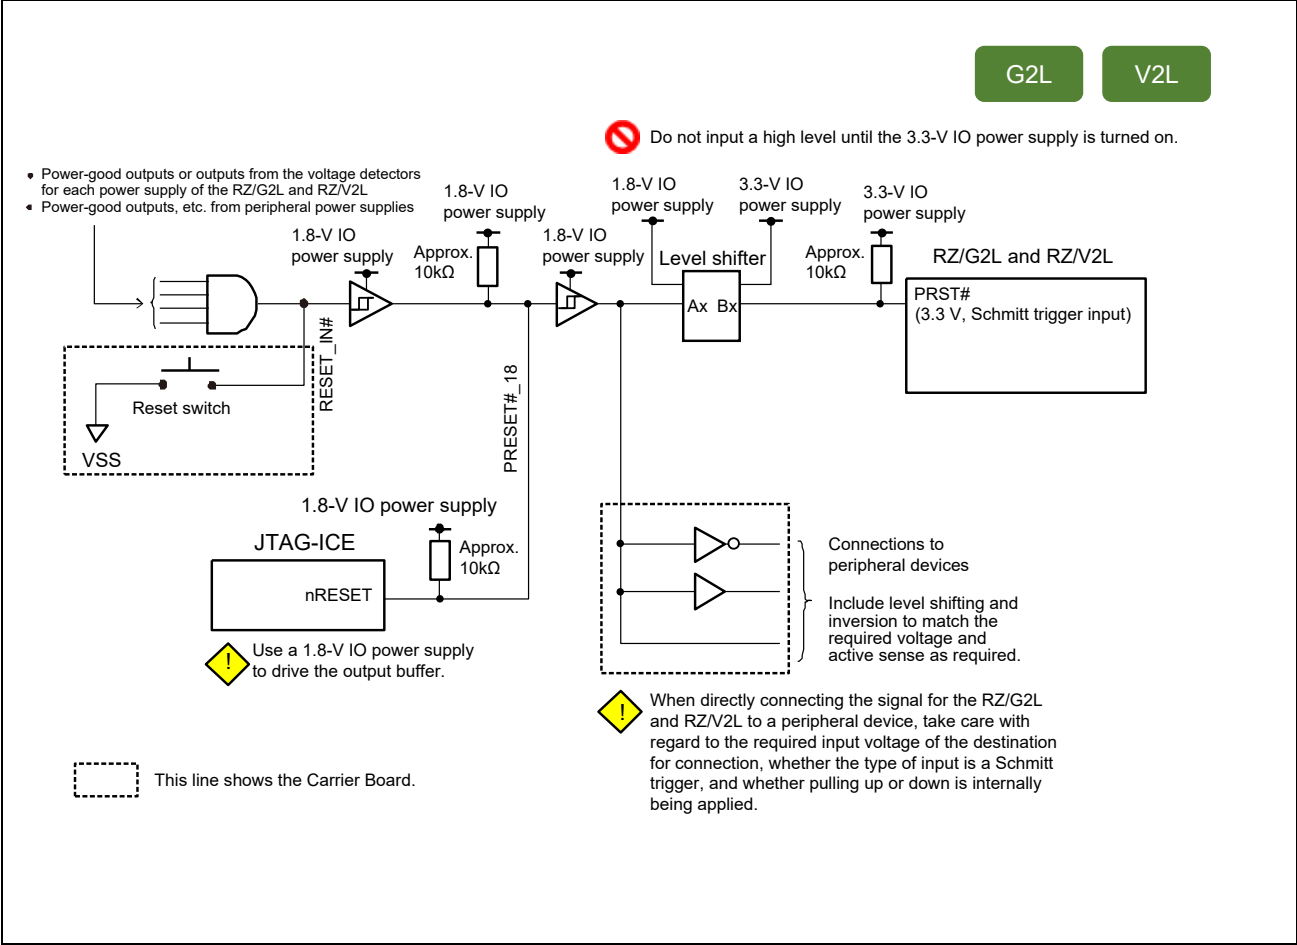 G2L
V2L
Do not input a high level until the 3.3-V IO power supply is turned on.
• Power-good outputs or outputs from the voltage detectors
for each power supply of the RZ/G2L and RZ/V2L
• Power-good outputs, etc. from peripheral power supplies
1.8-V IO
power supply
1.8-V IO
power supply
Approx.
10kΩ
1.8-V IO
power supply
1.8-V IO
power supply
3.3-V IO
power supply
Level shifter
Ax Bx
3.3-V IO
power supply
Approx.
10kΩ
RZ/G2L and RZ/V2L
PRST#
(3.3 V, Schmitt trigger input)
RESET_IN#
Reset switch
VSS
PRESET#_18
1.8-V IO power supply
JTAG-ICE
Approx.
10kΩ
nRESET
! Use a 1.8-V IO power supply
to drive the output buffer.
Connections to
peripheral devices
Include level shifting and
inversion to match the
required voltage and
active sense as required.
! When directly connecting the signal for the RZ/G2L
and RZ/V2L to a peripheral device, take care with
regard to the required input voltage of the destination
for connection, whether the type of input is a Schmitt
trigger, and whether pulling up or down is internally
being applied.
This line shows the Carrier Board.